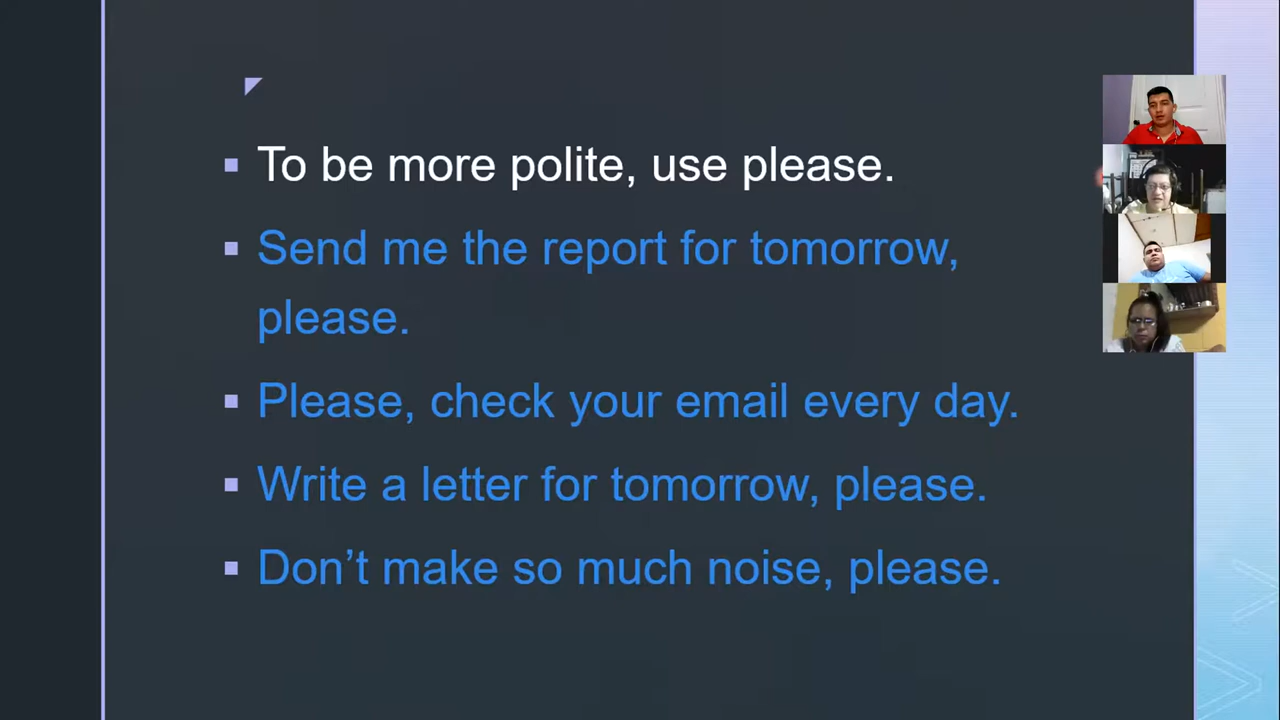 To be more polite, use please.
Send me the report for tomorrow,
please.
Please, check your email every day.
Write a letter for tomorrow, please.
Don’t make so much noise, please.